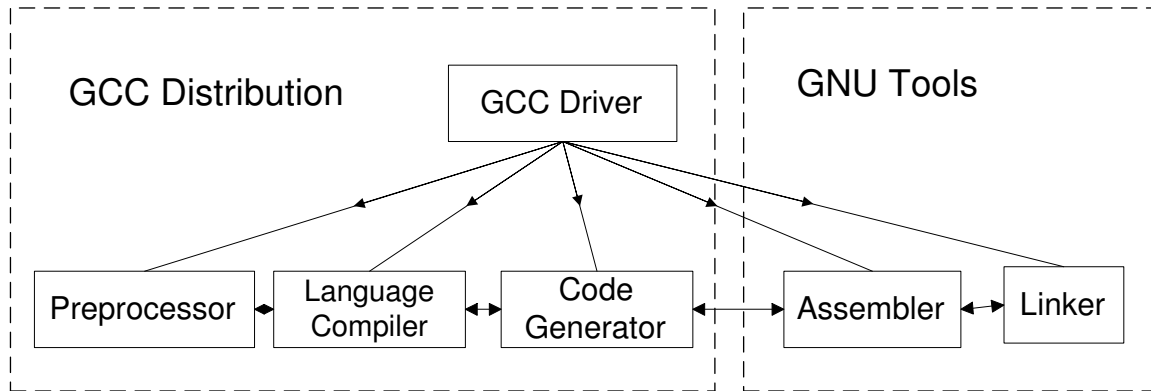 GCC Distribution
GCC Driver
GNU Tools
Preprocessor
Language
Compiler
Code
Generator
Assembler
Linker